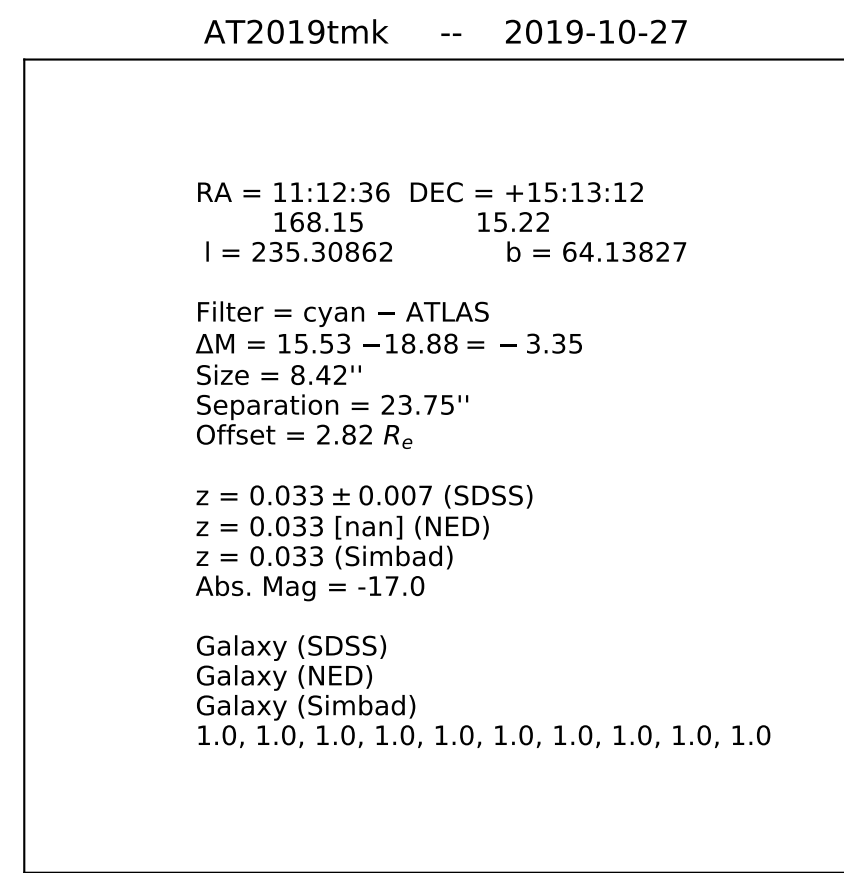 AT2019tmk -- 2019-10-27
RA = 11:12:36 DEC = +15:13:12
168.15 15.22
l = 235.30862 b = 64.13827
Filter = cyan − ATLAS
ΔM = 15.53 −18.88 = − 3.35
Size = 8.42''
Separation = 23.75''
Offset = 2.82 Rₑ
z = 0.033 ± 0.007 (SDSS)
z = 0.033 [nan] (NED)
z = 0.033 (Simbad)
Abs. Mag = -17.0
Galaxy (SDSS)
Galaxy (NED)
Galaxy (Simbad)
1.0, 1.0, 1.0, 1.0, 1.0, 1.0, 1.0, 1.0, 1.0, 1.0